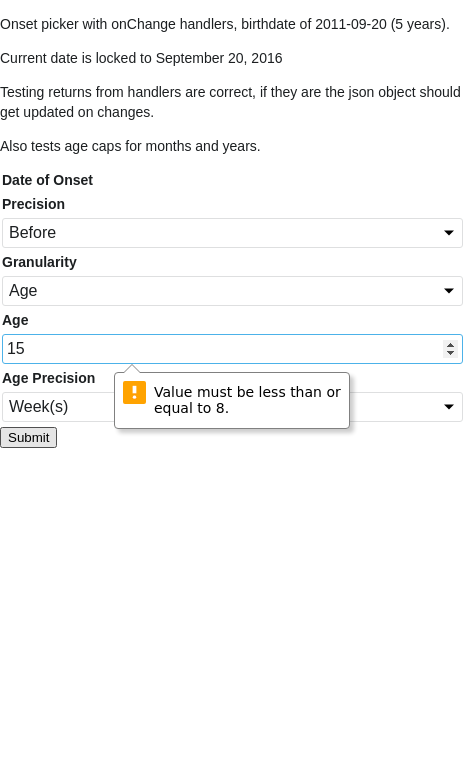 Onset picker with onChange handlers, birthdate of 2011-09-20 (5 years).
Current date is locked to September 20, 2016
Testing returns from handlers are correct, if they are the json object should
get updated on changes.
Also tests age caps for months and years.
Date of Onset
Precision
Before
Granularity
Age
Age
15
Age Precision
Week(s)
Value must be less than or
equal to 8.
Submit